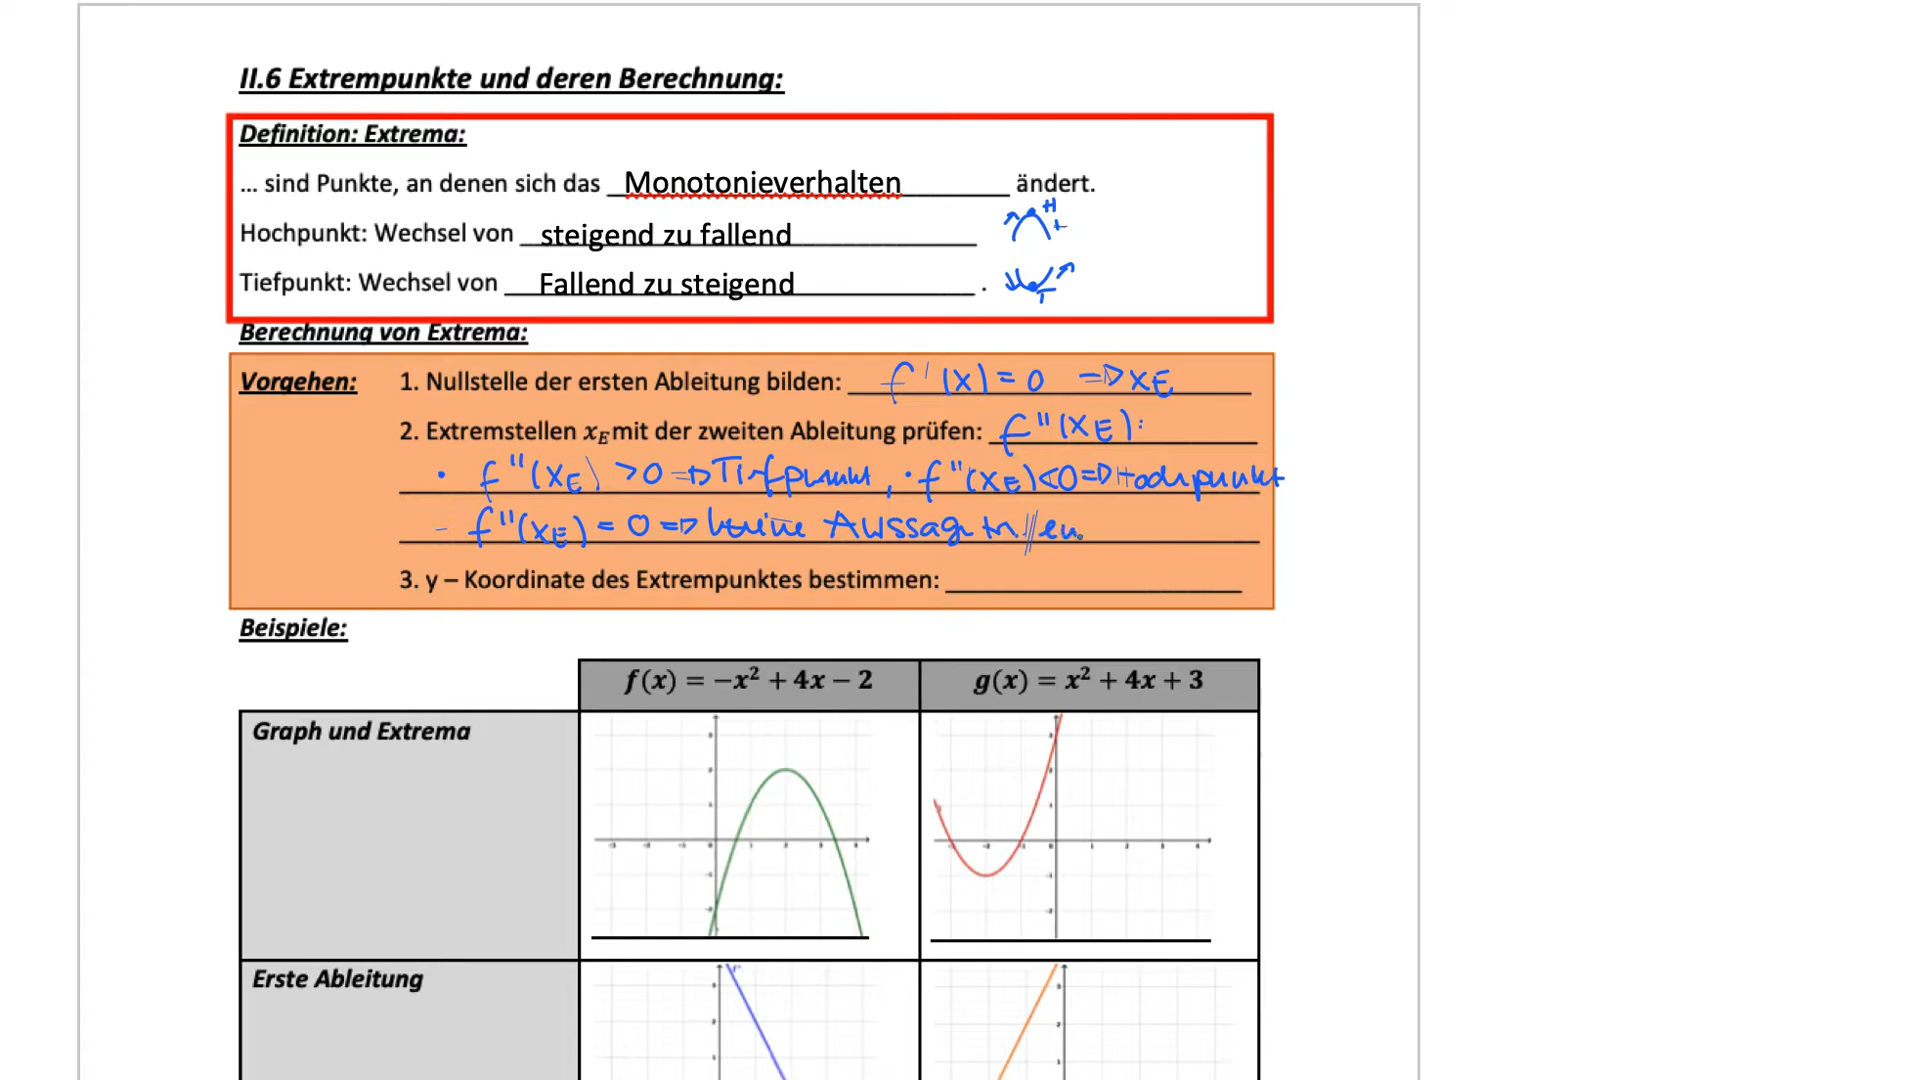 II.6 Extrempunkte und deren Berechnung:
Definition: Extrema:
... sind Punkte, an denen sich das Monotonieverhalten ändert.
Hochpunkt: Wechsel von steigend zu fallend
H
Tiefpunkt: Wechsel von Fallend zu steigend .
T
Berechnung von Extrema:
Vorgehen: 1. Nullstelle der ersten Ableitung bilden: f'(x) = 0 => xE
2. Extremstellen xE mit der zweiten Ableitung prüfen: f''(xE):
• f''(xE) >0 => Tiefpunkt, • f''(xE)<0 => Hochpunkt
- f''(xE) = 0 => keine Aussage
3. y – Koordinate des Extrempunktes bestimmen:
Beispiele:
f(x) = −x² + 4x − 2 g(x) = x² + 4x + 3
Graph und Extrema
Erste Ableitung